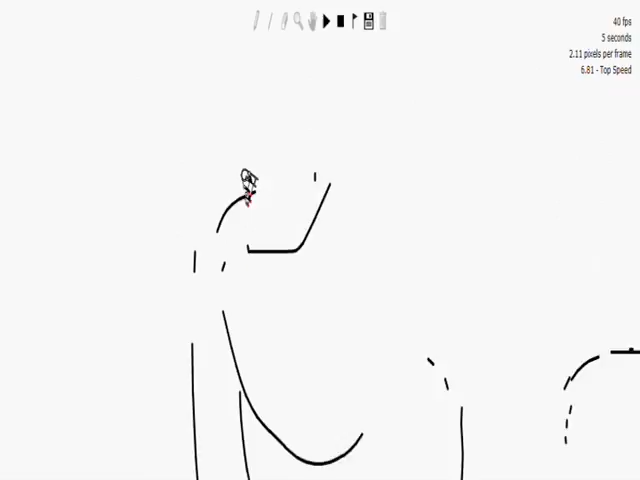 40 fps
5 seconds
2.11 pixels per frame
6.81 - Top Speed